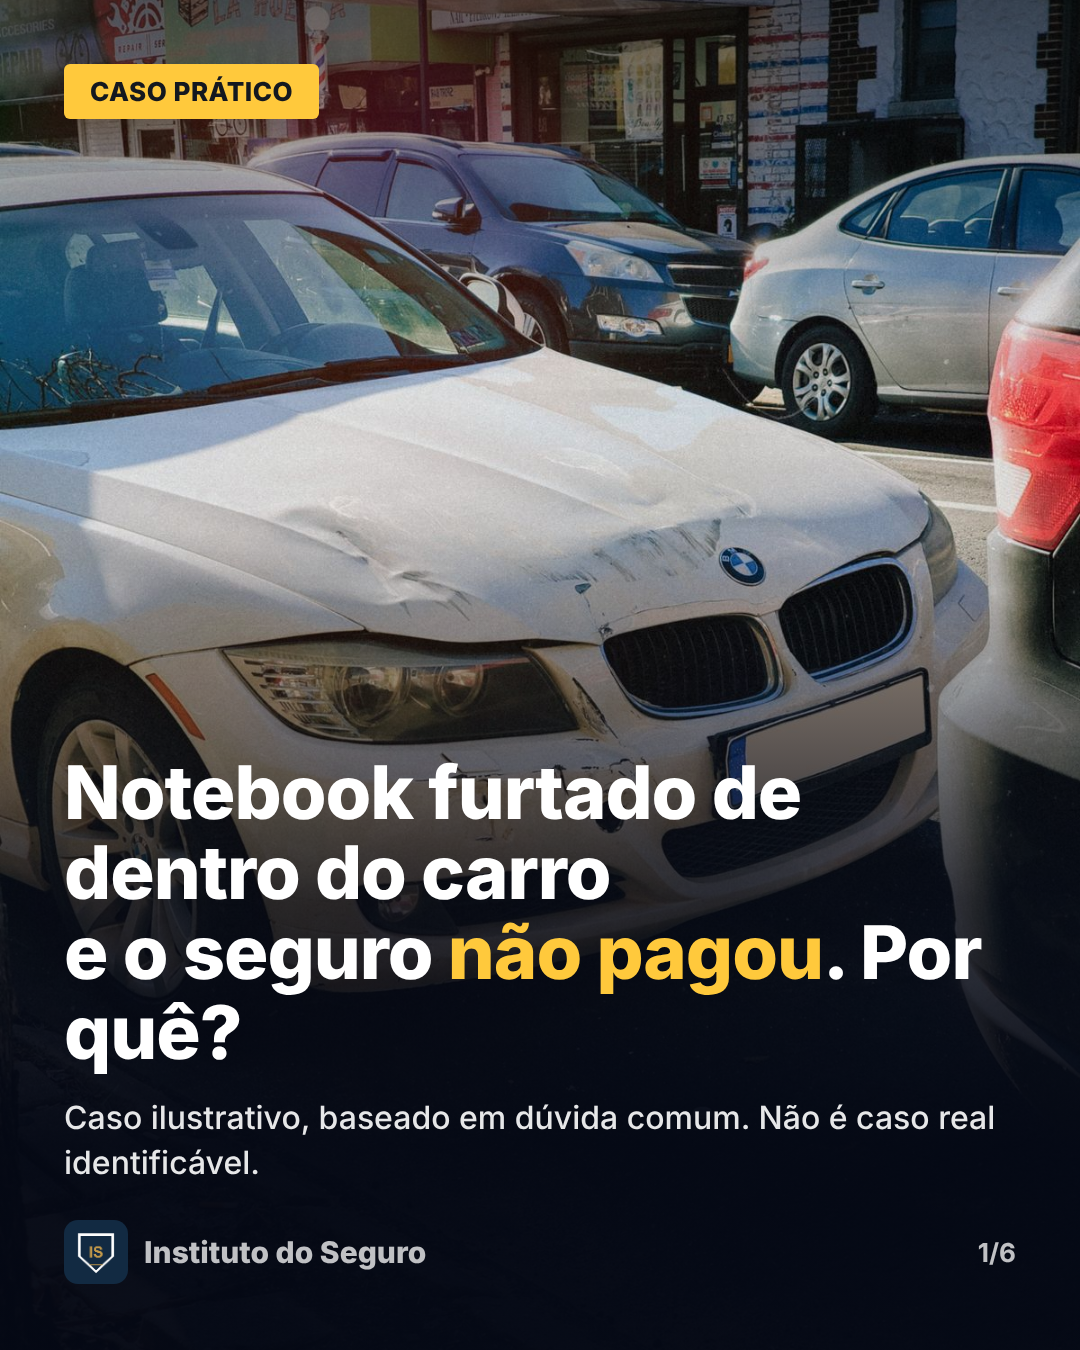 CASO PRÁTICO
Notebook furtado de
dentro do carro
e o seguro não pagou. Por
quê?
Caso ilustrativo, baseado em dúvida comum. Não é caso real
identificável.
IS
Instituto do Seguro
1/6